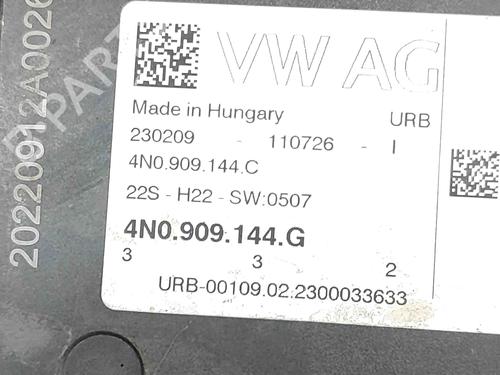 VW AG
Made in Hungary URB
230209 - 110726 - I
4N0.909.144.C
22S - H22 - SW:0507
4N0.909.144.G
3 3 2
URB-00109.02.2300033633
20220912A0026